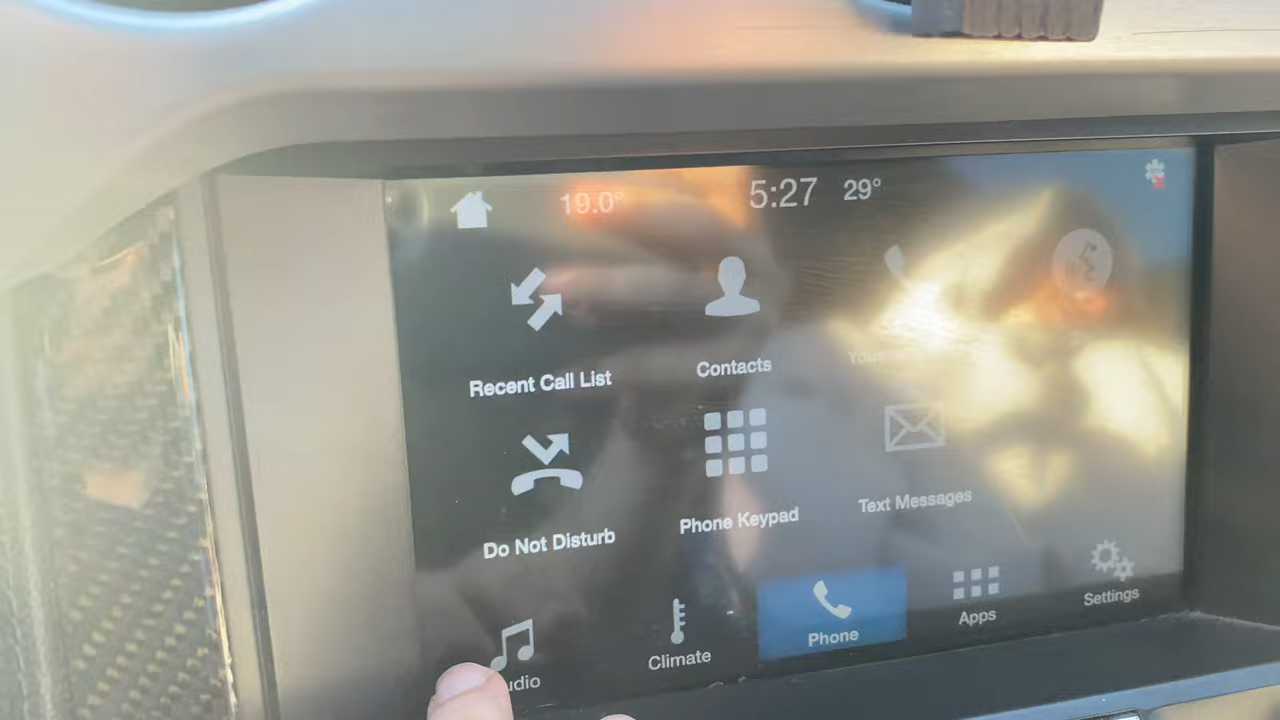 19.0° 5:27 29°
Recent Call List Contacts
Do Not Disturb Phone Keypad Text Messages
Climate Phone Apps Settings